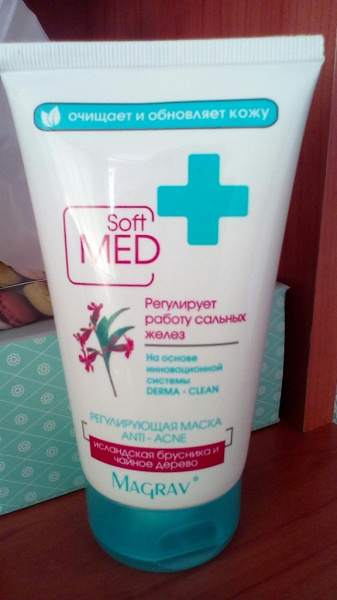 очищает и обновляет кожу
Soft
MED
Регулирует
работу сальных
желез
На основе
инновационной
системы
DERMA - CLEAN
РЕГУЛИРУЮЩАЯ МАСКА
ANTI - ACNE
исландская брусника и
чайное дерево
MAGRAV®